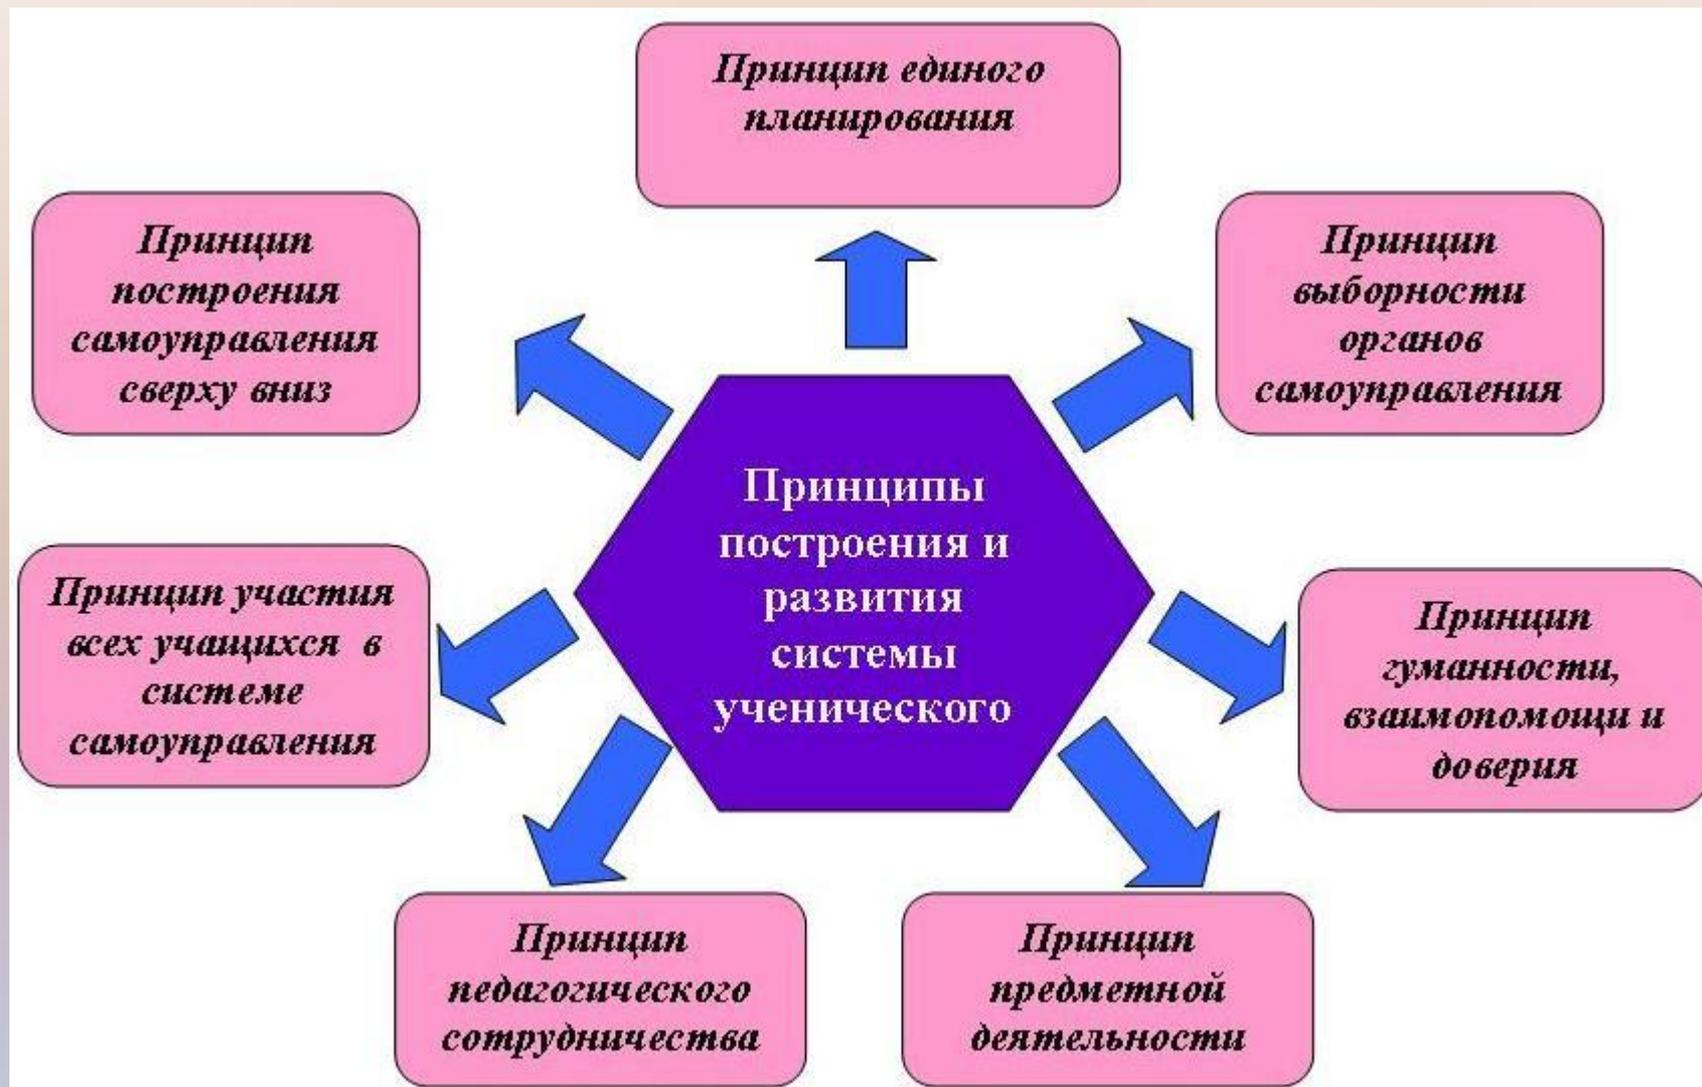 Принцип единого
планирования
Принцип
построения
самоуправления
сверху вниз
Принцип
выборности
органов
самоуправления
Принципы
построения и
развития
системы
ученического
Принцип участия
всех учащихся в
системе
самоуправления
Принцип
гуманности,
взаимопомощи и
доверия
Принцип
педагогического
сотрудничества
Принцип
предметной
деятельности